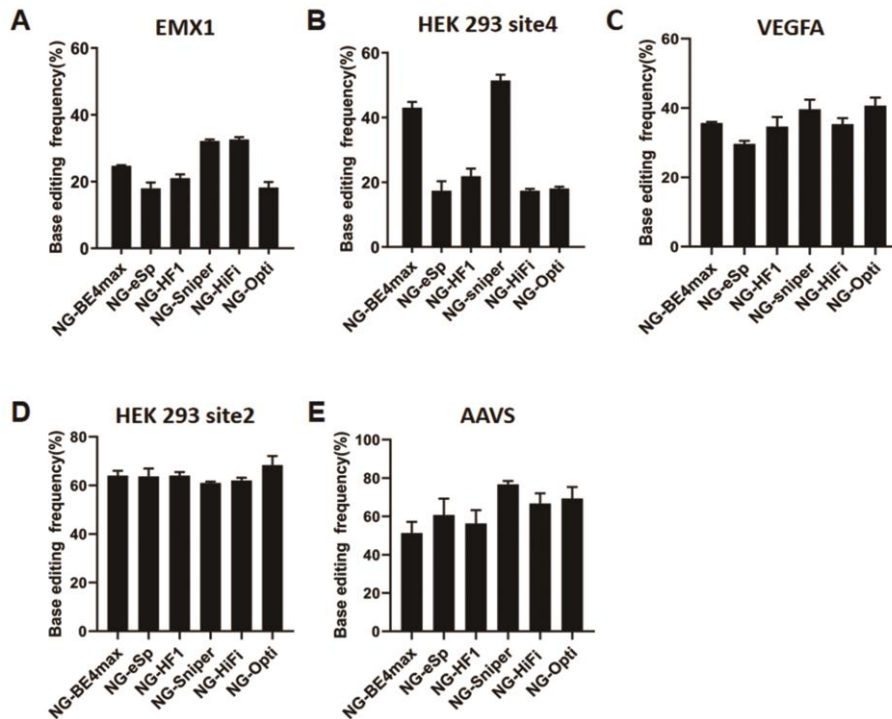 A
EMX1
Base editing frequency(%)
60
40
20
0
NG-BE4max
NG-eSp
NG-HF1
NG-Sniper
NG-HiFi
NG-Opti
B
HEK 293 site4
Base editing frequency(%)
60
40
20
0
NG-BE4max
NG-eSp
NG-HF1
NG-sniper
NG-HiFi
NG-Opti
C
VEGFA
Base editing frequency(%)
60
40
20
0
NG-BE4max
NG-eSp
NG-HF1
NG-sniper
NG-HiFi
NG-Opti
D
HEK 293 site2
Base editing frequency(%)
80
60
40
20
0
NG-BE4max
NG-eSp
NG-HF1
NG-Sniper
NG-HiFi
NG-Opti
E
AAVS
Base editing frequency(%)
100
80
60
40
20
0
NG-BE4max
NG-eSp
NG-HF1
NG-Sniper
NG-HiFi
NG-Opti